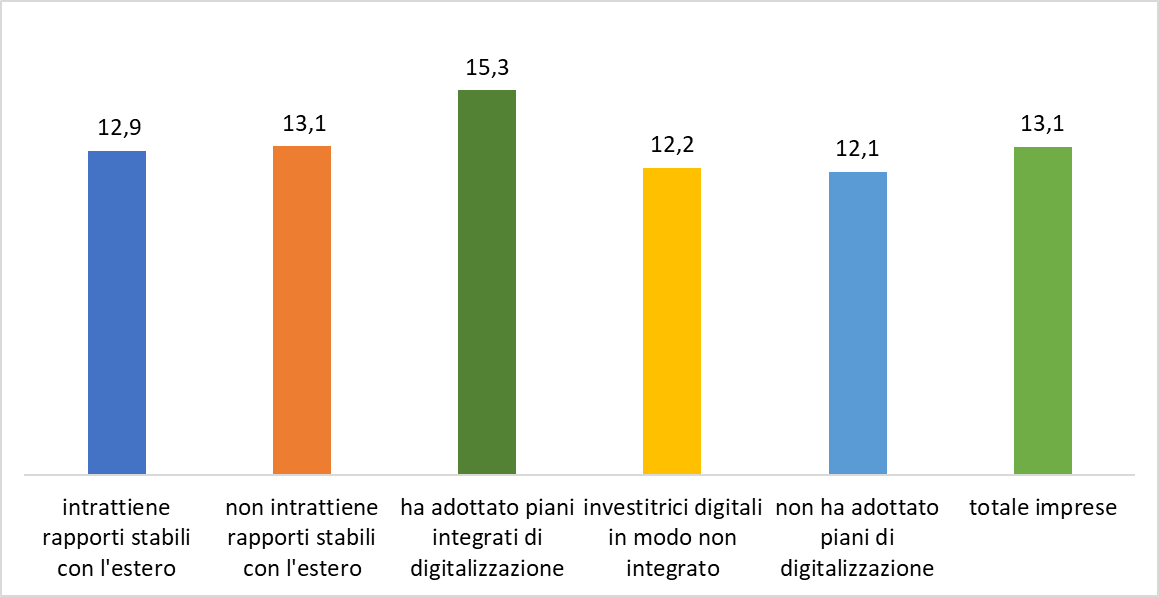 12,9
13,1
15,3
12,2
12,1
13,1
intrattiene
rapporti stabili
con l'estero
non intrattiene
rapporti stabili
con l'estero
ha adottato piani
integrati di
digitalizzazione
investitrici digitali
in modo non
integrato
non ha adottato
piani di
digitalizzazione
totale imprese